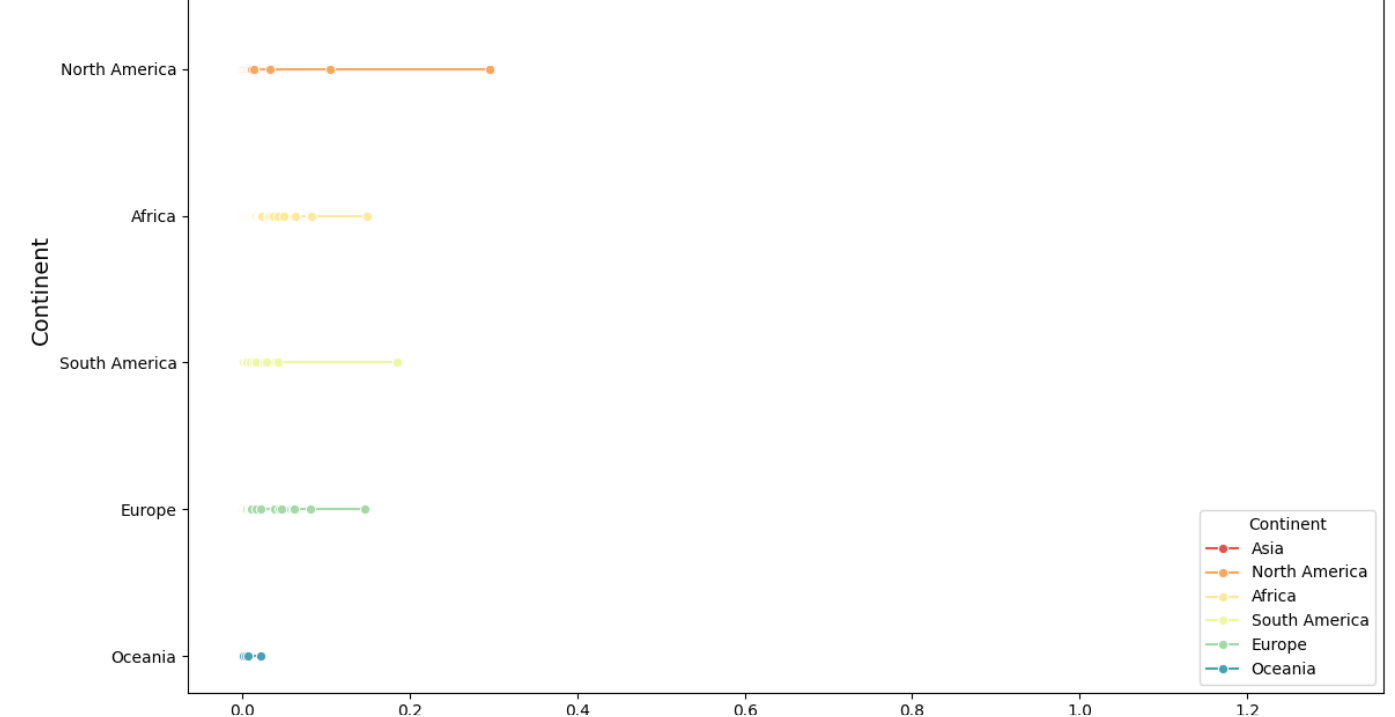 North America
Africa
Continent
South America
Europe
Oceania
Continent
Asia
North America
Africa
South America
Europe
Oceania
0.0 0.2 0.4 0.6 0.8 1.0 1.2